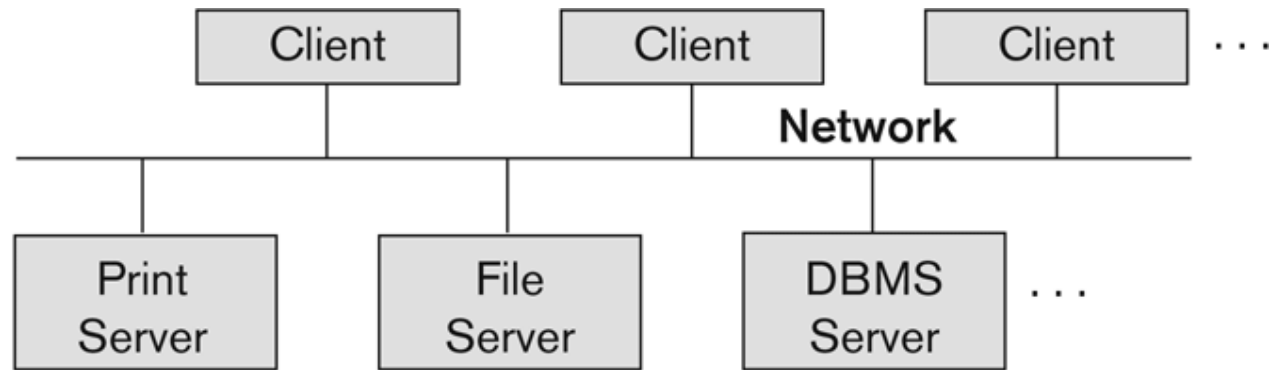 Client Client Client . . .
Network
Print File DBMS . . .
Server Server Server